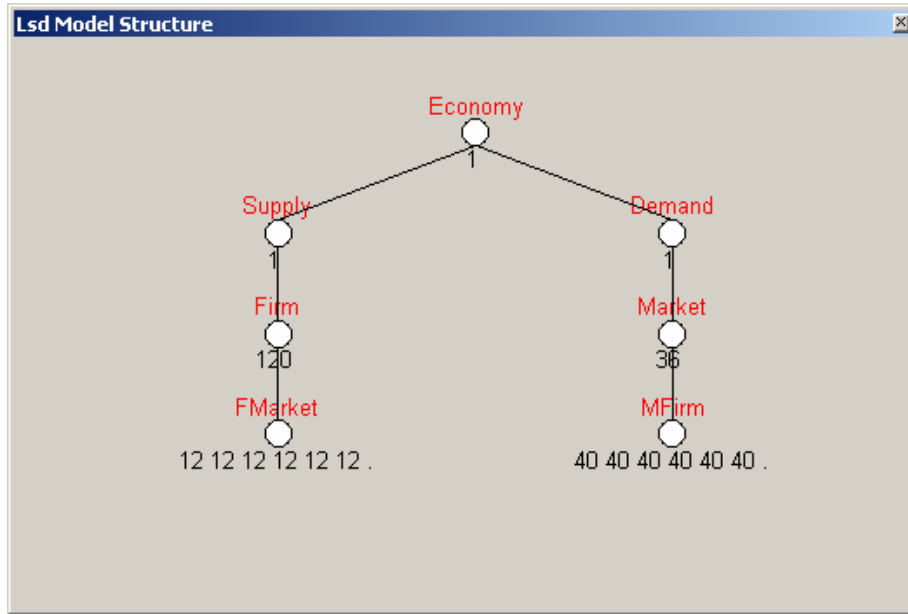 Lsd Model Structure
Economy
1
Supply Demand
1 1
Firm Market
120 36
FMarket MFirm
12 12 12 12 12 12 . 40 40 40 40 40 40 .